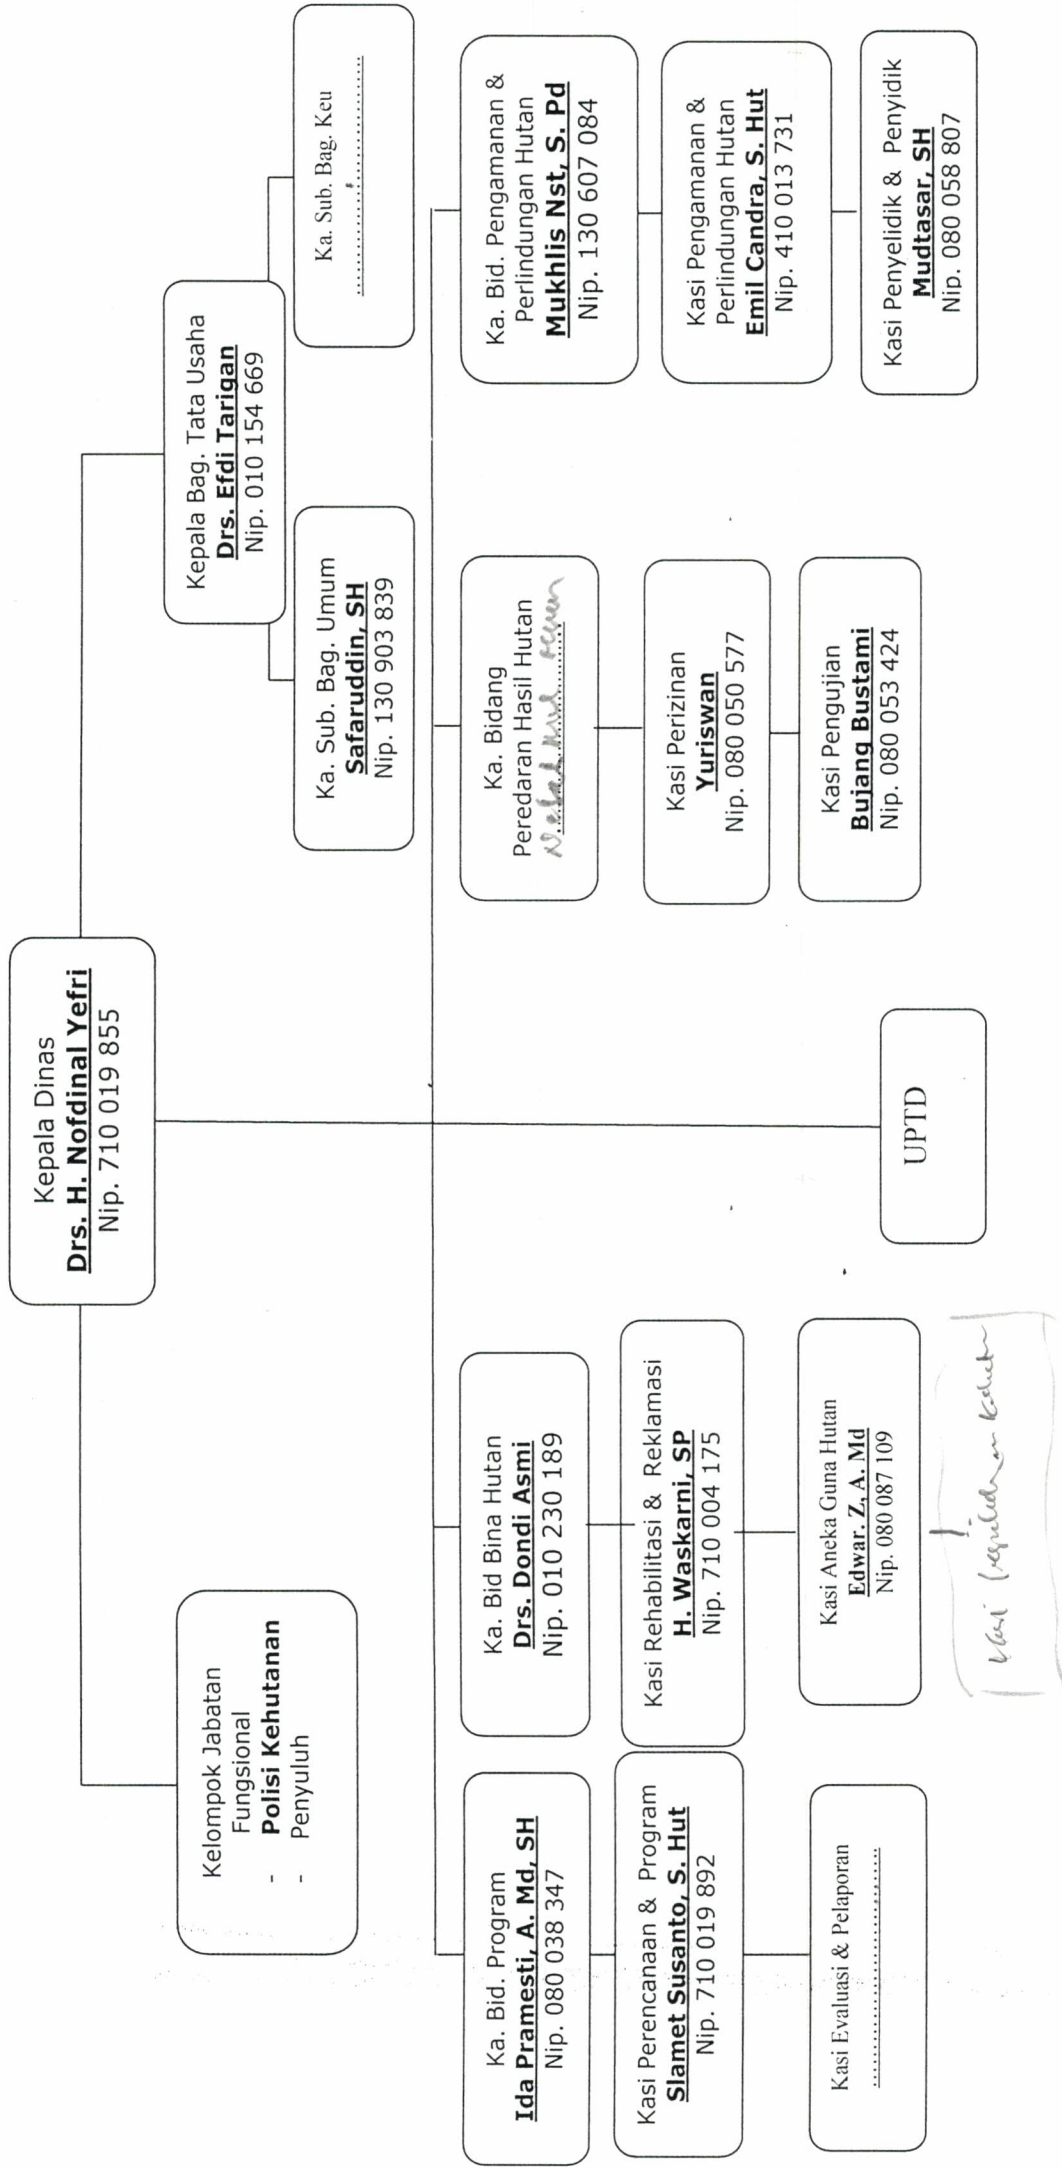 Kepala Dinas
Drs. H. Nofdinal Yefri
Nip. 710 019 855
Kelompok Jabatan
Fungsional
- Polisi Kehutanan
- Penyuluh
Kepala Bag. Tata Usaha
Drs. Efdi Tarigan
Nip. 010 154 669
Ka. Sub. Bag. Umum
Safaruddin, SH
Nip. 130 903 839
Ka. Sub. Bag. Keu
Ka. Bid. Program
Ida Pramesti, A. Md, SH
Nip. 080 038 347
Kasi Perencanaan & Program
Slamet Susanto, S. Hut
Nip. 710 019 892
Kasi Evaluasi & Pelaporan
Ka. Bid Bina Hutan
Drs. Dondi Asmi
Nip. 010 230 189
Kasi Rehabilitasi & Reklamasi
H. Waskarni, SP
Nip. 710 004 175
Kasi Aneka Guna Hutan
Edwar. Z, A. Md
Nip. 080 087 109
Kasi
UPTD
Ka. Bidang
Peredaran Hasil Hutan
Kasi Perizinan
Yuriswan
Nip. 080 050 577
Kasi Pengujian
Bujang Bustami
Nip. 080 053 424
Ka. Bid. Pengamanan &
Perlindungan Hutan
Mukhlis Nst, S. Pd
Nip. 130 607 084
Kasi Pengamanan &
Perlindungan Hutan
Emil Candra, S. Hut
Nip. 410 013 731
Kasi Penyelidik & Penyidik
Mudtasar, SH
Nip. 080 058 807